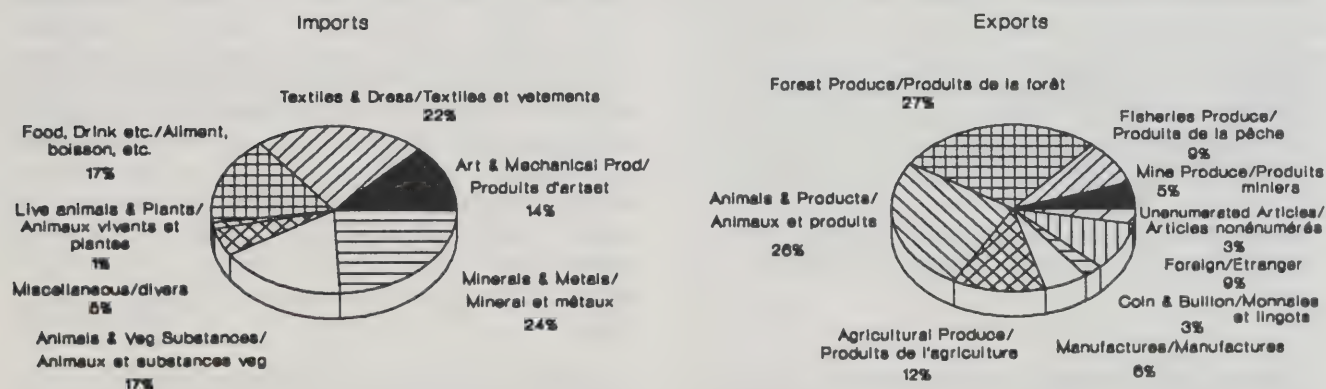 Imports
Textiles & Dress/Textiles et vetements
22%
Food, Drink etc./Aliment,
boisson, etc.
17%
Art & Mechanical Prod/
Produits d'artset
14%
Live animals & Plants/
Animaux vivents et
plantes
1%
Minerals & Metals/
Mineral et métaux
24%
Miscellaneous/divers
5%
Animals & Veg Substances/
Animaux et substances veg
17%
Exports
Forest Produce/Produits de la forêt
27%
Fisheries Produce/
Produits de la pêche
9%
Mine Produce/Produits
5% miniers
Animals & Products/
Animaux et produits
26%
Unenumerated Articles/
Articles nonénumérés
3%
Foreign/Etranger
9%
Coin & Bullion/Monnaies
3% et lingots
Agricultural Produce/
Produits de l'agriculture
12%
Manufactures/Manufactures
6%